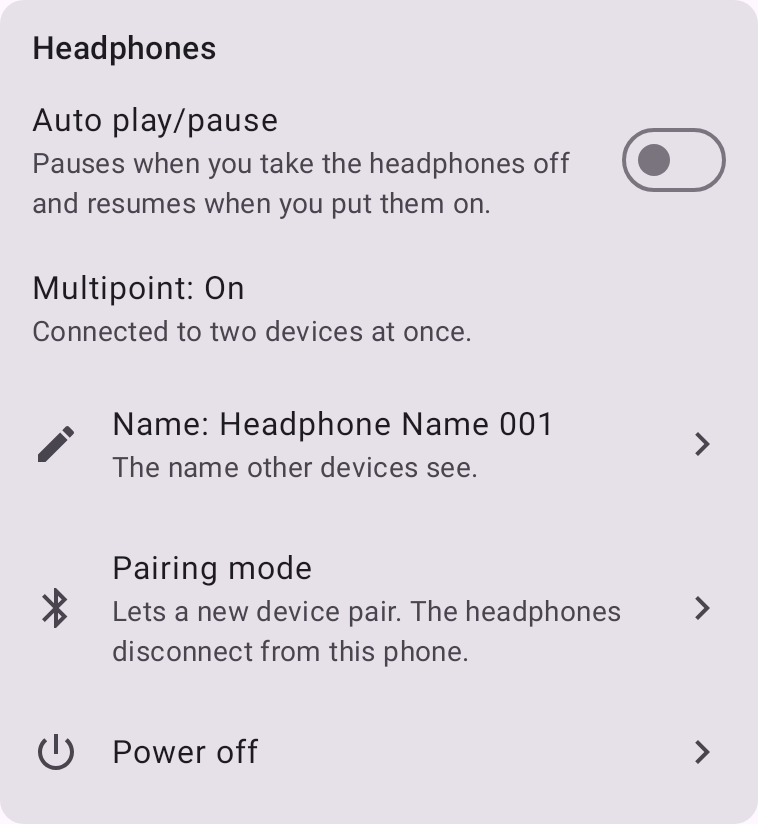 Headphones
Auto play/pause
Pauses when you take the headphones off
and resumes when you put them on.
Multipoint: On
Connected to two devices at once.
Name: Headphone Name 001
The name other devices see.
Pairing mode
Lets a new device pair. The headphones
disconnect from this phone.
Power off